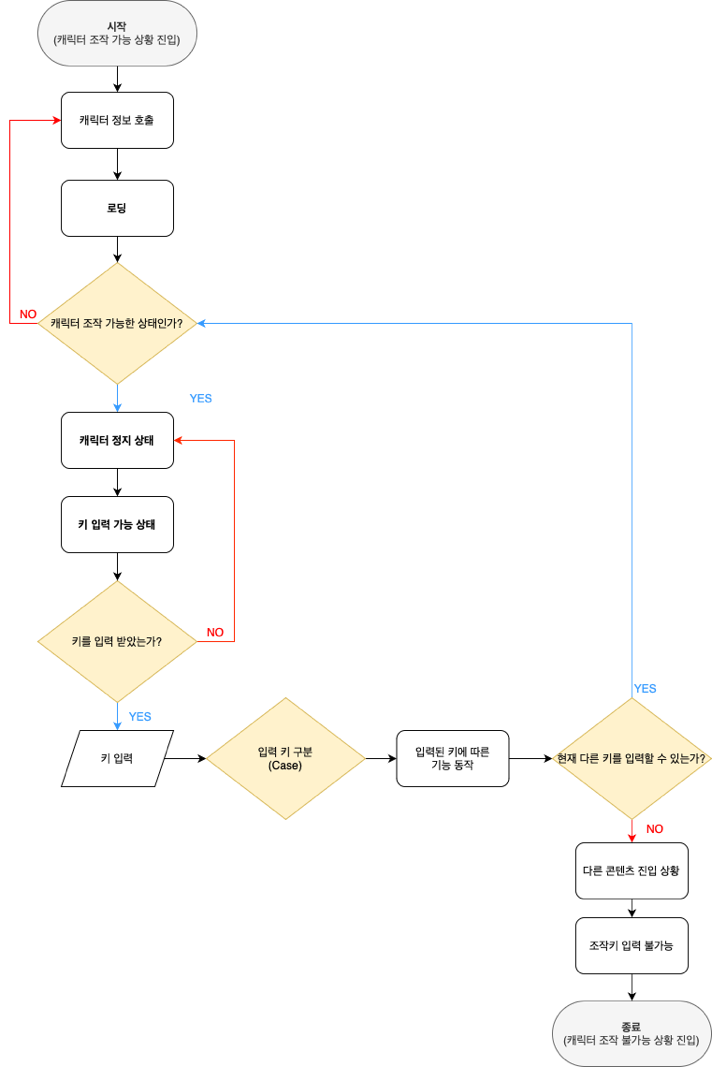 시작
(캐릭터 조작 가능 상황 진입)
캐릭터 정보 호출
로딩
NO
캐릭터 조작 가능한 상태인가?
YES
캐릭터 정지 상태
키 입력 가능 상태
키를 입력 받았는가?
NO
YES
키 입력
입력 키 구분
(Case)
입력된 키에 따른
기능 동작
YES
현재 다른 키를 입력할 수 있는가?
NO
다른 콘텐츠 진입 상황
조작키 입력 불가능
종료
(캐릭터 조작 불가능 상황 진입)